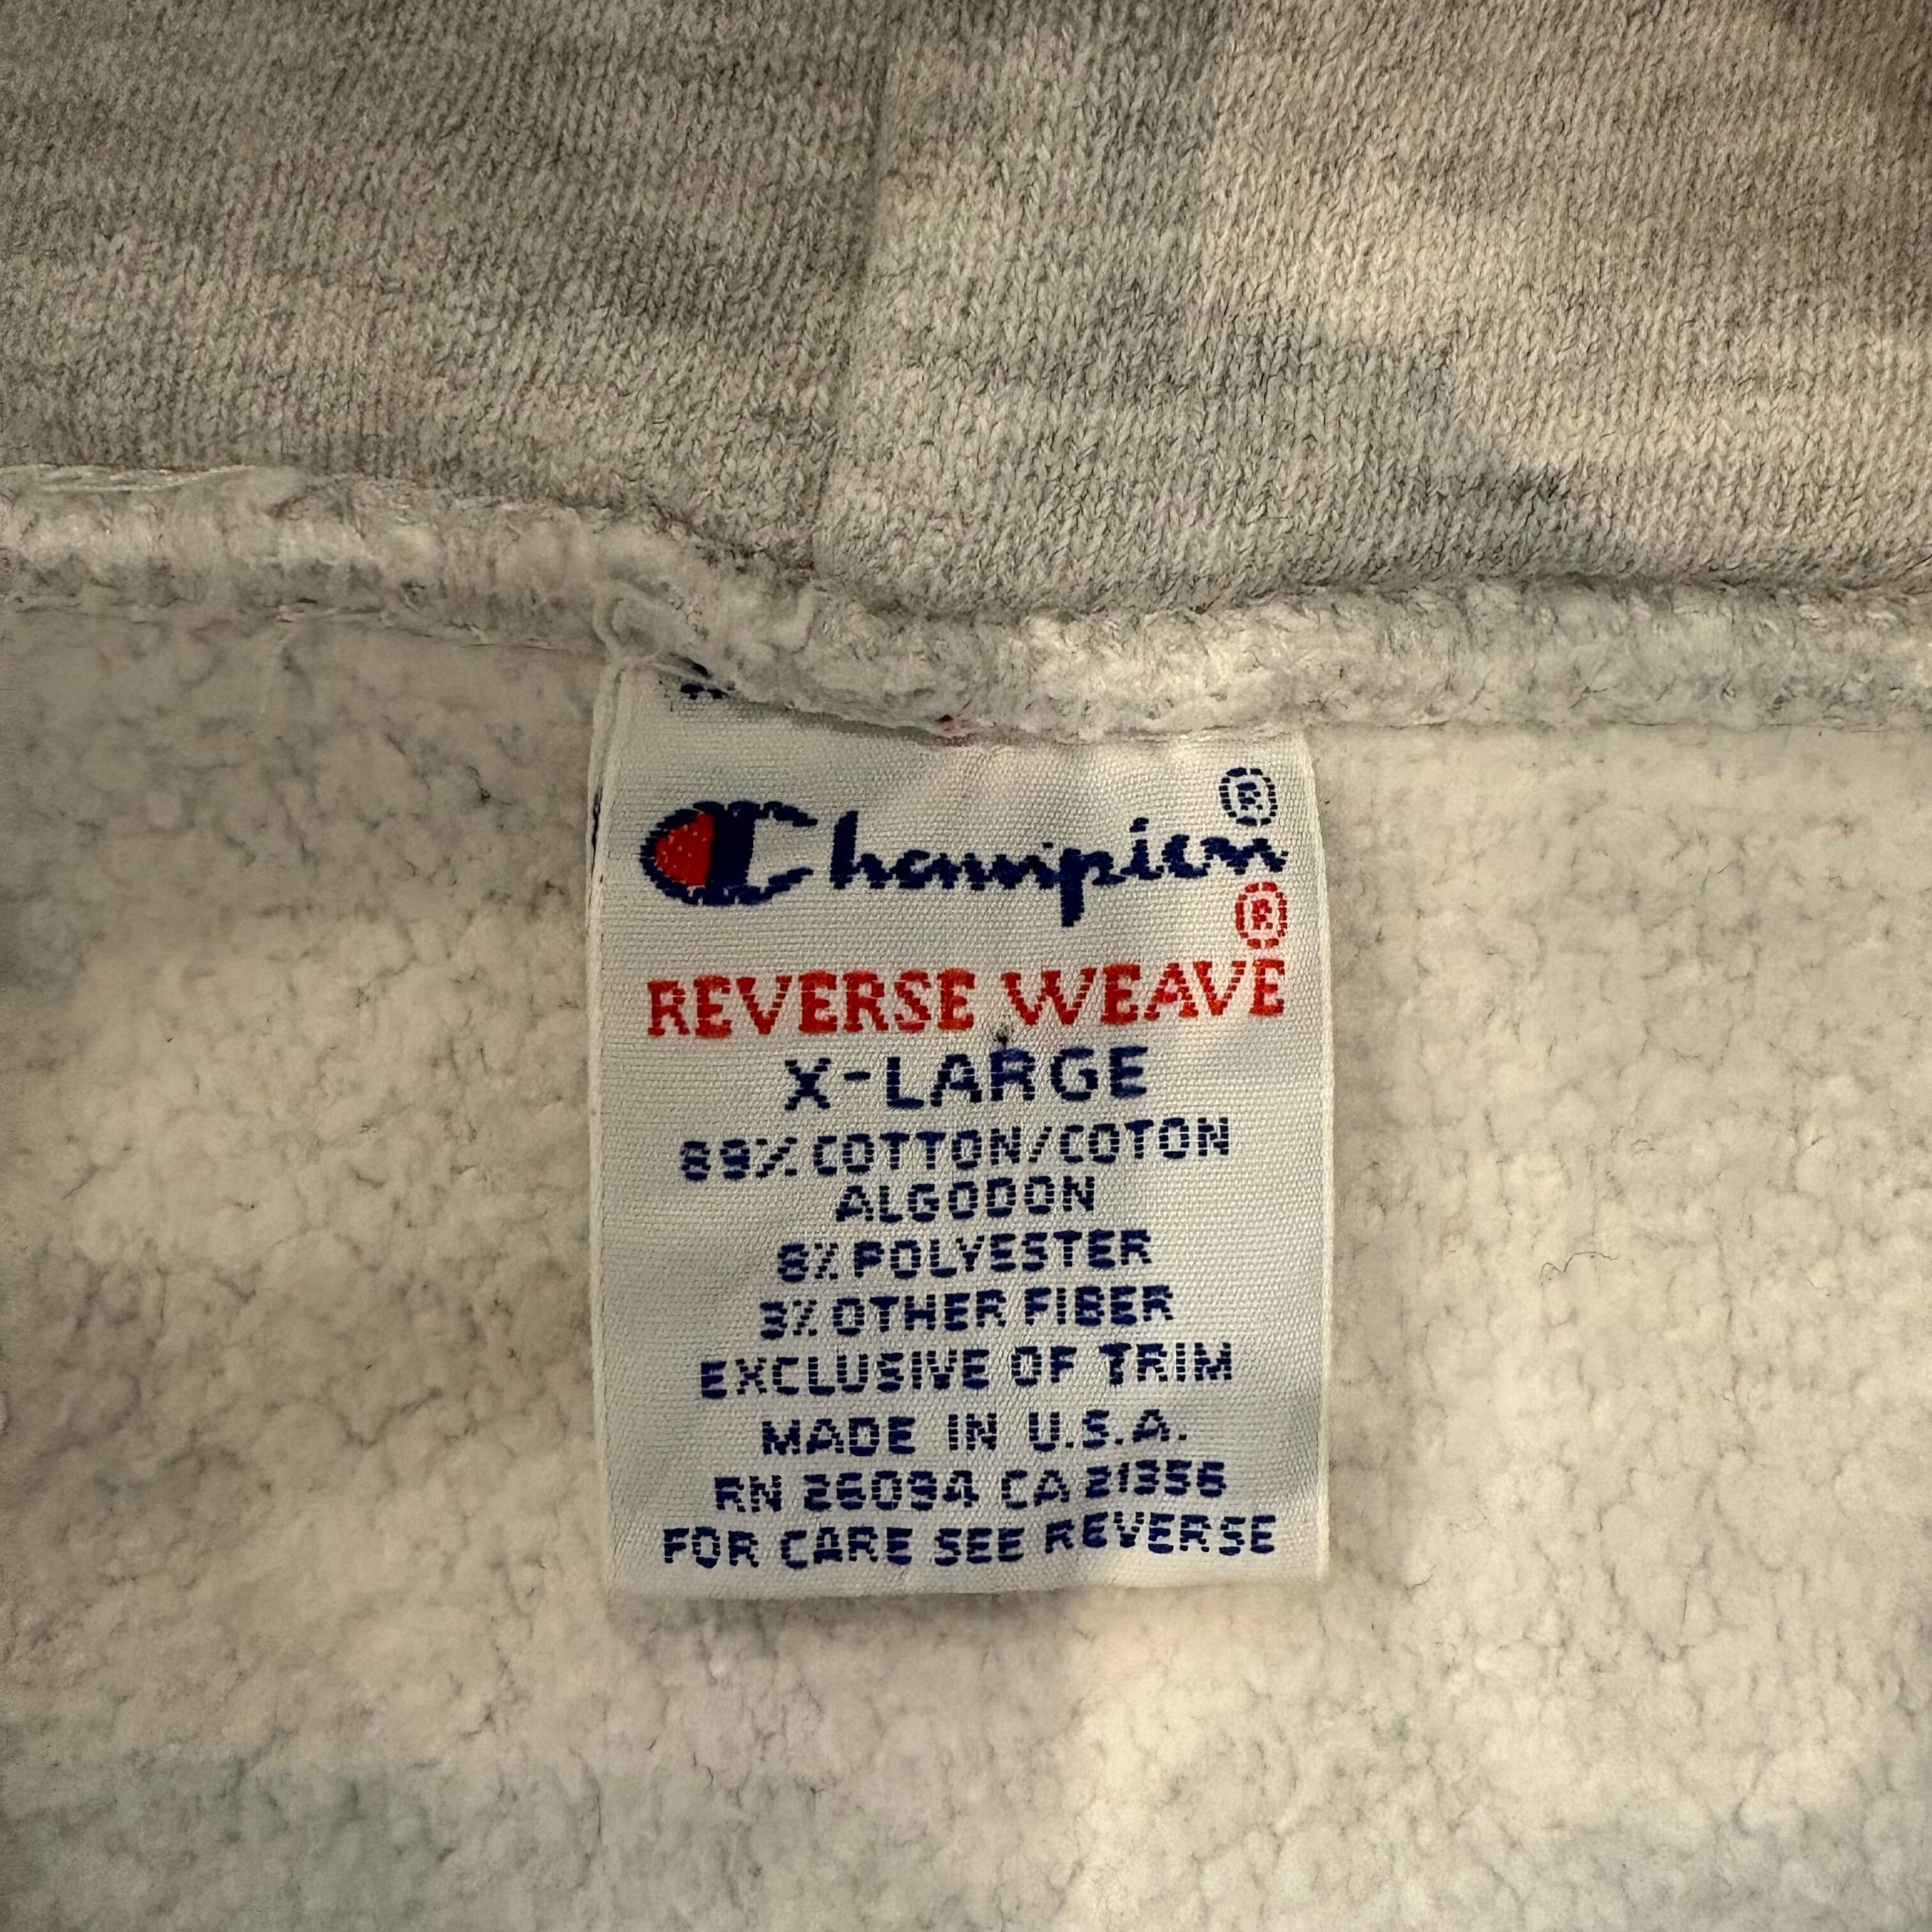 Champion®
®
REVERSE WEAVE
X-LARGE
89% COTTON/COTON
ALGODON
8% POLYESTER
3% OTHER FIBER
EXCLUSIVE OF TRIM
MADE IN U.S.A.
RN 26094 CA 21356
FOR CARE SEE REVERSE